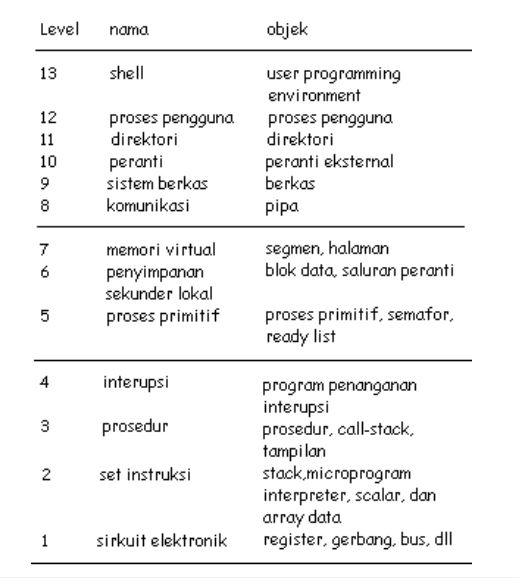 Level nama objek
13 shell user programming
environment
12 proses pengguna proses pengguna
11 direktori direktori
10 peranti peranti eksternal
9 sistem berkas berkas
8 komunikasi pipa
7 memori virtual segmen, halaman
6 penyimpanan blok data, saluran peranti
sekunder lokal
5 proses primitif proses primitif, semafor,
ready list
4 interupsi program penanganan
interupsi
3 prosedur prosedur, call-stack,
tampilan
2 set instruksi stack,microprogram
interpreter, scalar, dan
array data
1 sirkuit elektronik register, gerbang, bus, dll